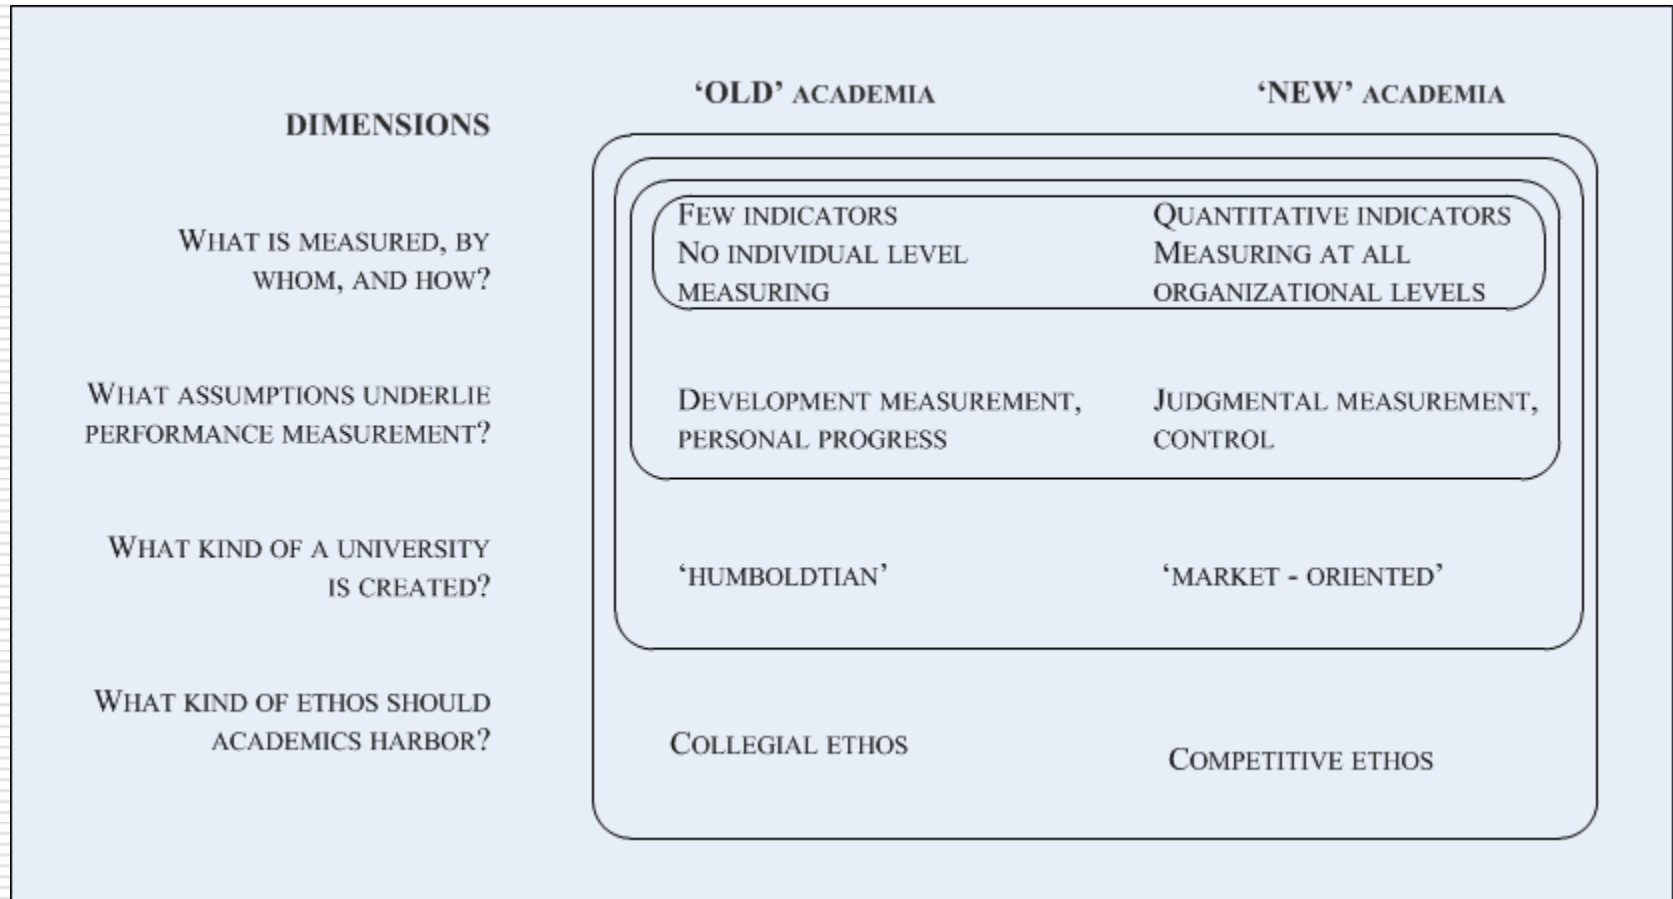 ‘OLD’ ACADEMIA
‘NEW’ ACADEMIA
DIMENSIONS
WHAT IS MEASURED, BY
WHOM, AND HOW?
FEW INDICATORS
NO INDIVIDUAL LEVEL
MEASURING
QUANTITATIVE INDICATORS
MEASURING AT ALL
ORGANIZATIONAL LEVELS
WHAT ASSUMPTIONS UNDERLIE
PERFORMANCE MEASUREMENT?
DEVELOPMENT MEASUREMENT,
PERSONAL PROGRESS
JUDGMENTAL MEASUREMENT,
CONTROL
WHAT KIND OF A UNIVERSITY
IS CREATED?
‘HUMBOLDTIAN’
‘MARKET - ORIENTED’
WHAT KIND OF ETHOS SHOULD
ACADEMICS HARBOR?
COLLEGIAL ETHOS
COMPETITIVE ETHOS